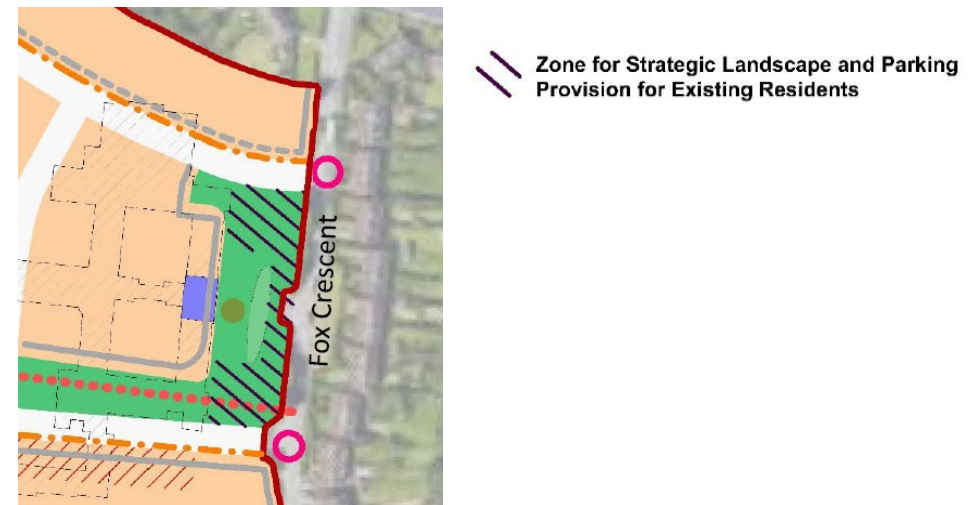 Zone for Strategic Landscape and Parking
Provision for Existing Residents
Fox Crescent